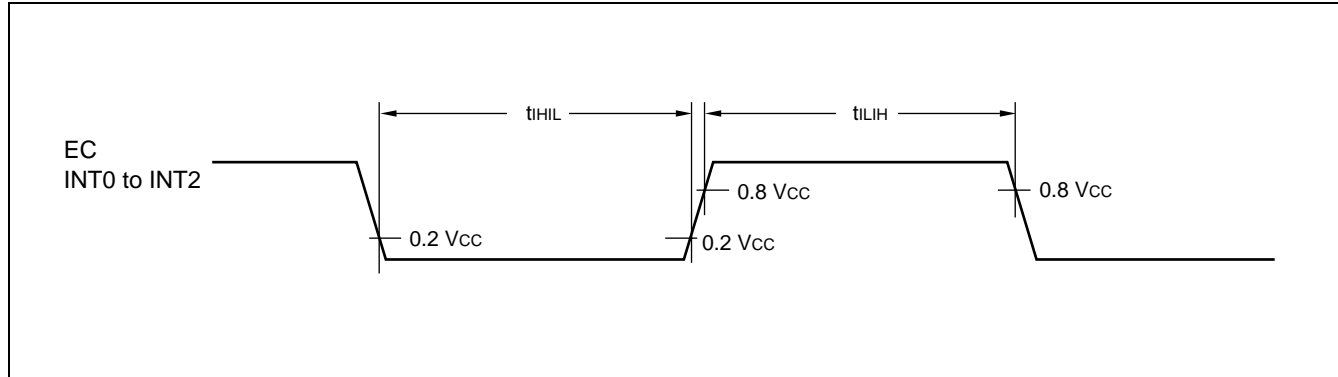 tIHIL
tILIH
EC
INT0 to INT2
0.8 VCC
0.8 VCC
0.2 VCC
0.2 VCC